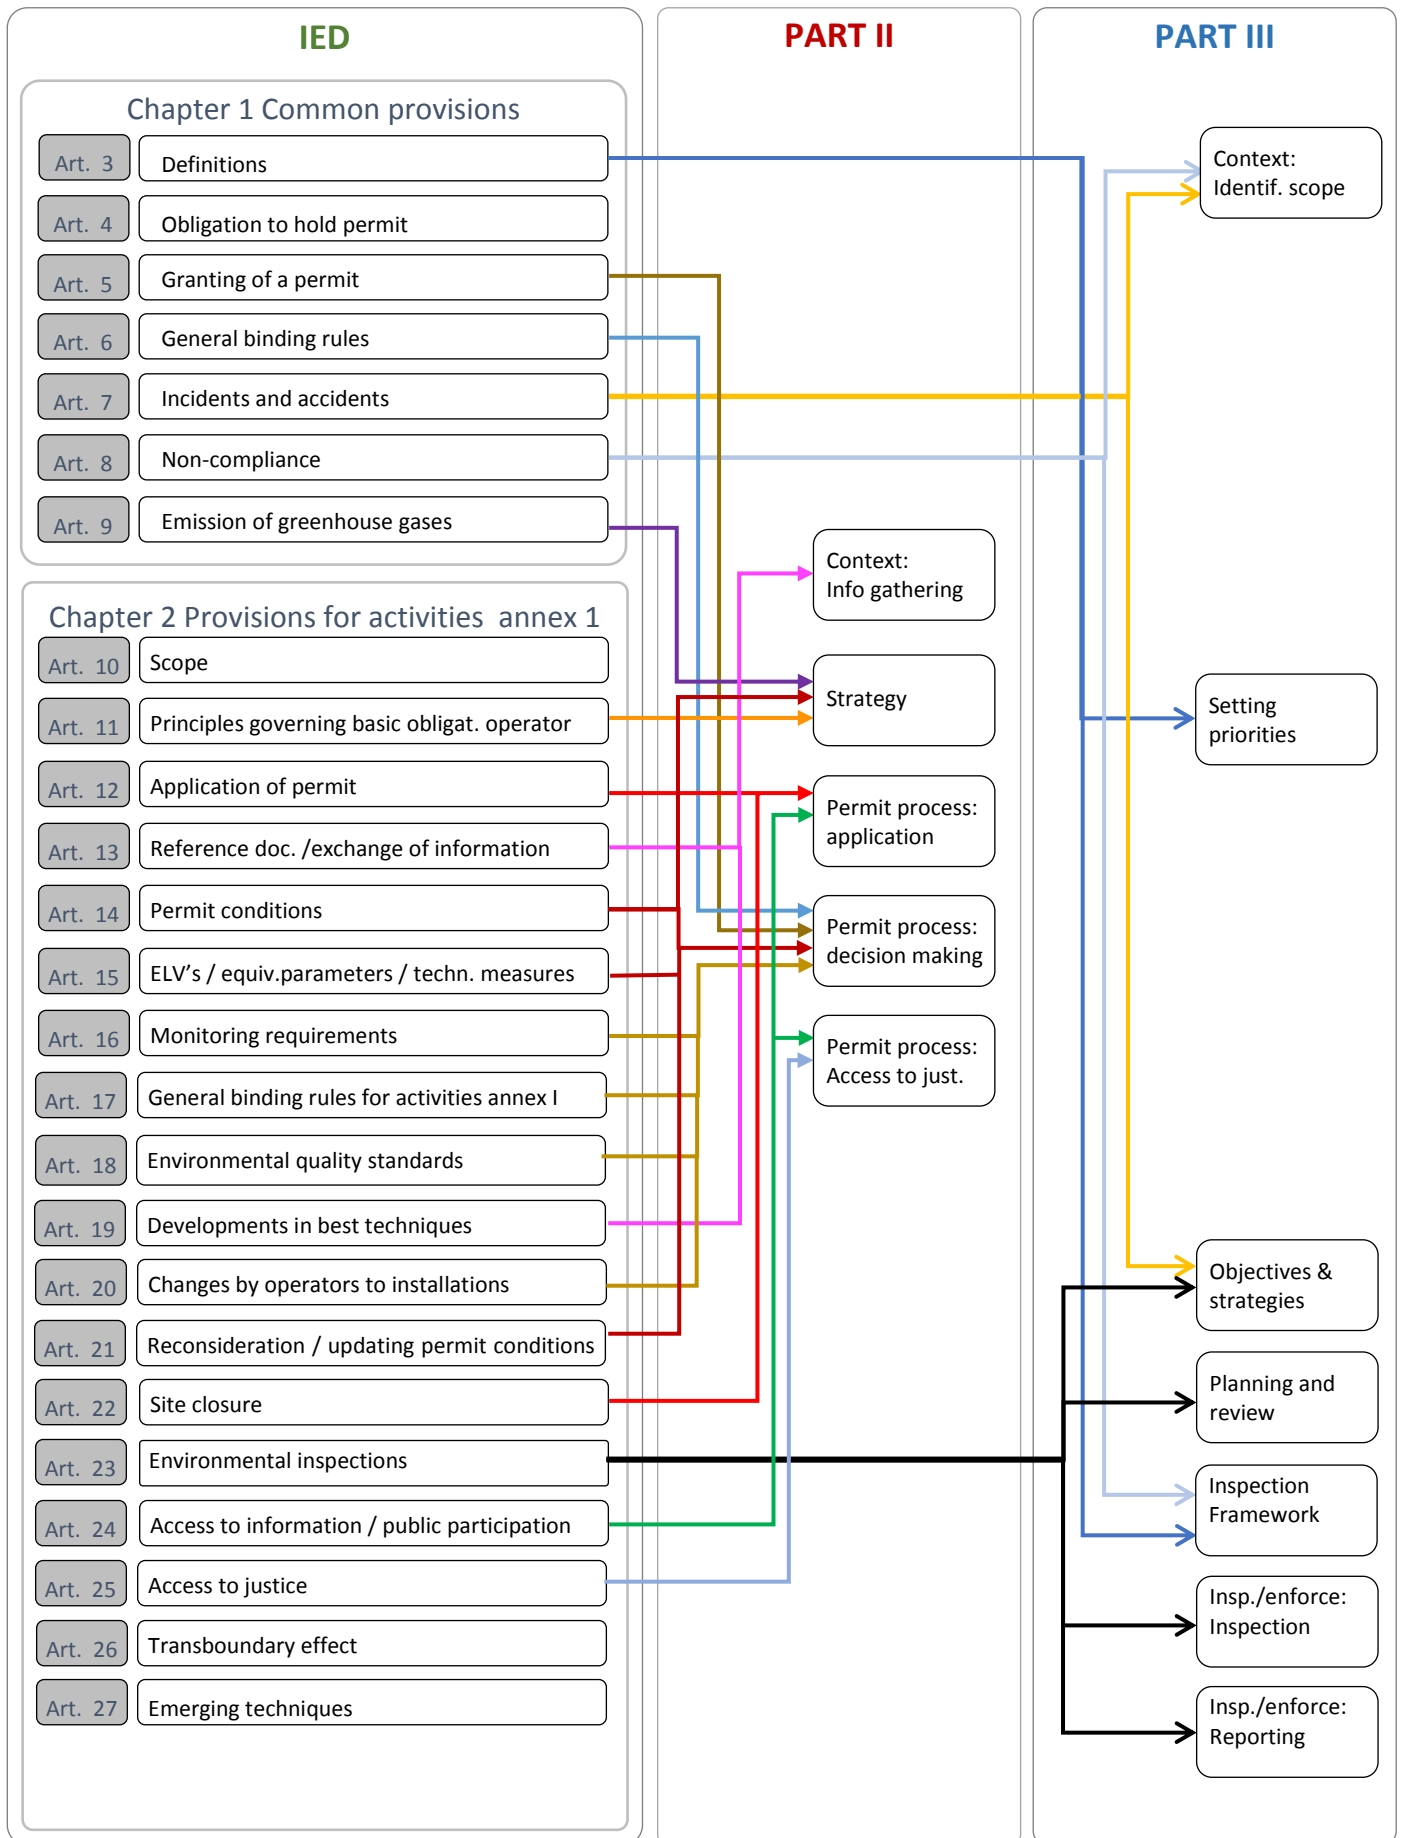 IED
Chapter 1 Common provisions
Art. 3 Definitions
Art. 4 Obligation to hold permit
Art. 5 Granting of a permit
Art. 6 General binding rules
Art. 7 Incidents and accidents
Art. 8 Non-compliance
Art. 9 Emission of greenhouse gases
Chapter 2 Provisions for activities annex 1
Art. 10 Scope
Art. 11 Principles governing basic obligat. operator
Art. 12 Application of permit
Art. 13 Reference doc. /exchange of information
Art. 14 Permit conditions
Art. 15 ELV's / equiv.parameters / techn. measures
Art. 16 Monitoring requirements
Art. 17 General binding rules for activities annex I
Art. 18 Environmental quality standards
Art. 19 Developments in best techniques
Art. 20 Changes by operators to installations
Art. 21 Reconsideration / updating permit conditions
Art. 22 Site closure
Art. 23 Environmental inspections
Art. 24 Access to information / public participation
Art. 25 Access to justice
Art. 26 Transboundary effect
Art. 27 Emerging techniques
PART II
Context:
Info gathering
Strategy
Permit process:
application
Permit process:
decision making
Permit process:
Access to just.
PART III
Context:
Identif. scope
Setting
priorities
Objectives &
strategies
Planning and
review
Inspection
Framework
Insp./enforce:
Inspection
Insp./enforce:
Reporting